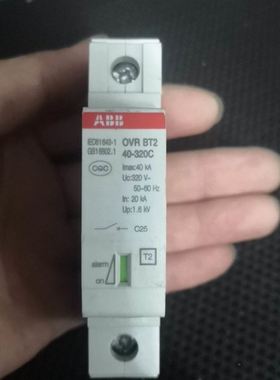 ABB
IEC61643-1
GB18802.1
CQC
OVR BT2
40-320C
Imax:40 kA
Uc:320 V~
50-60 Hz
In: 20 kA
Up:1.6 kV
C25
alarm
on
T2